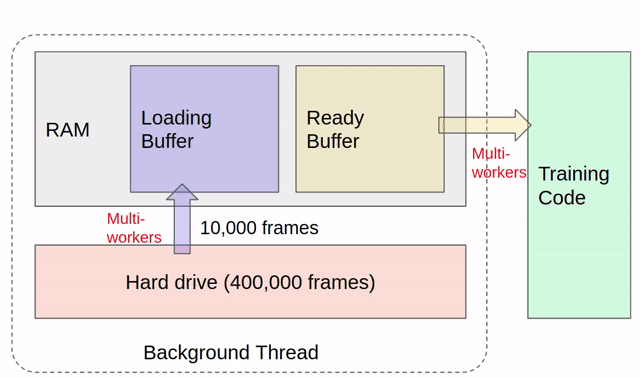 RAM
Loading
Buffer
Ready
Buffer
Multi-
workers
Training
Code
Multi-
workers
10,000 frames
Hard drive (400,000 frames)
Background Thread